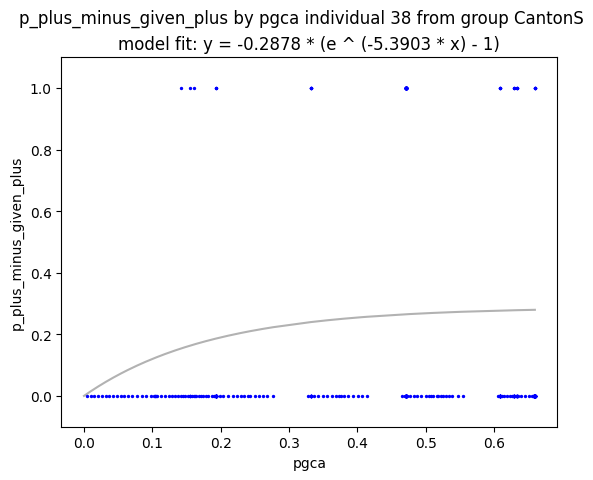 p_plus_minus_given_plus by pgca individual 38 from group CantonS
model fit: y = -0.2878 * (e ^ (-5.3903 * x) - 1)
1.0
0.8
0.6
0.4
0.2
0.0
p_plus_minus_given_plus
0.0 0.1 0.2 0.3 0.4 0.5 0.6
pgca